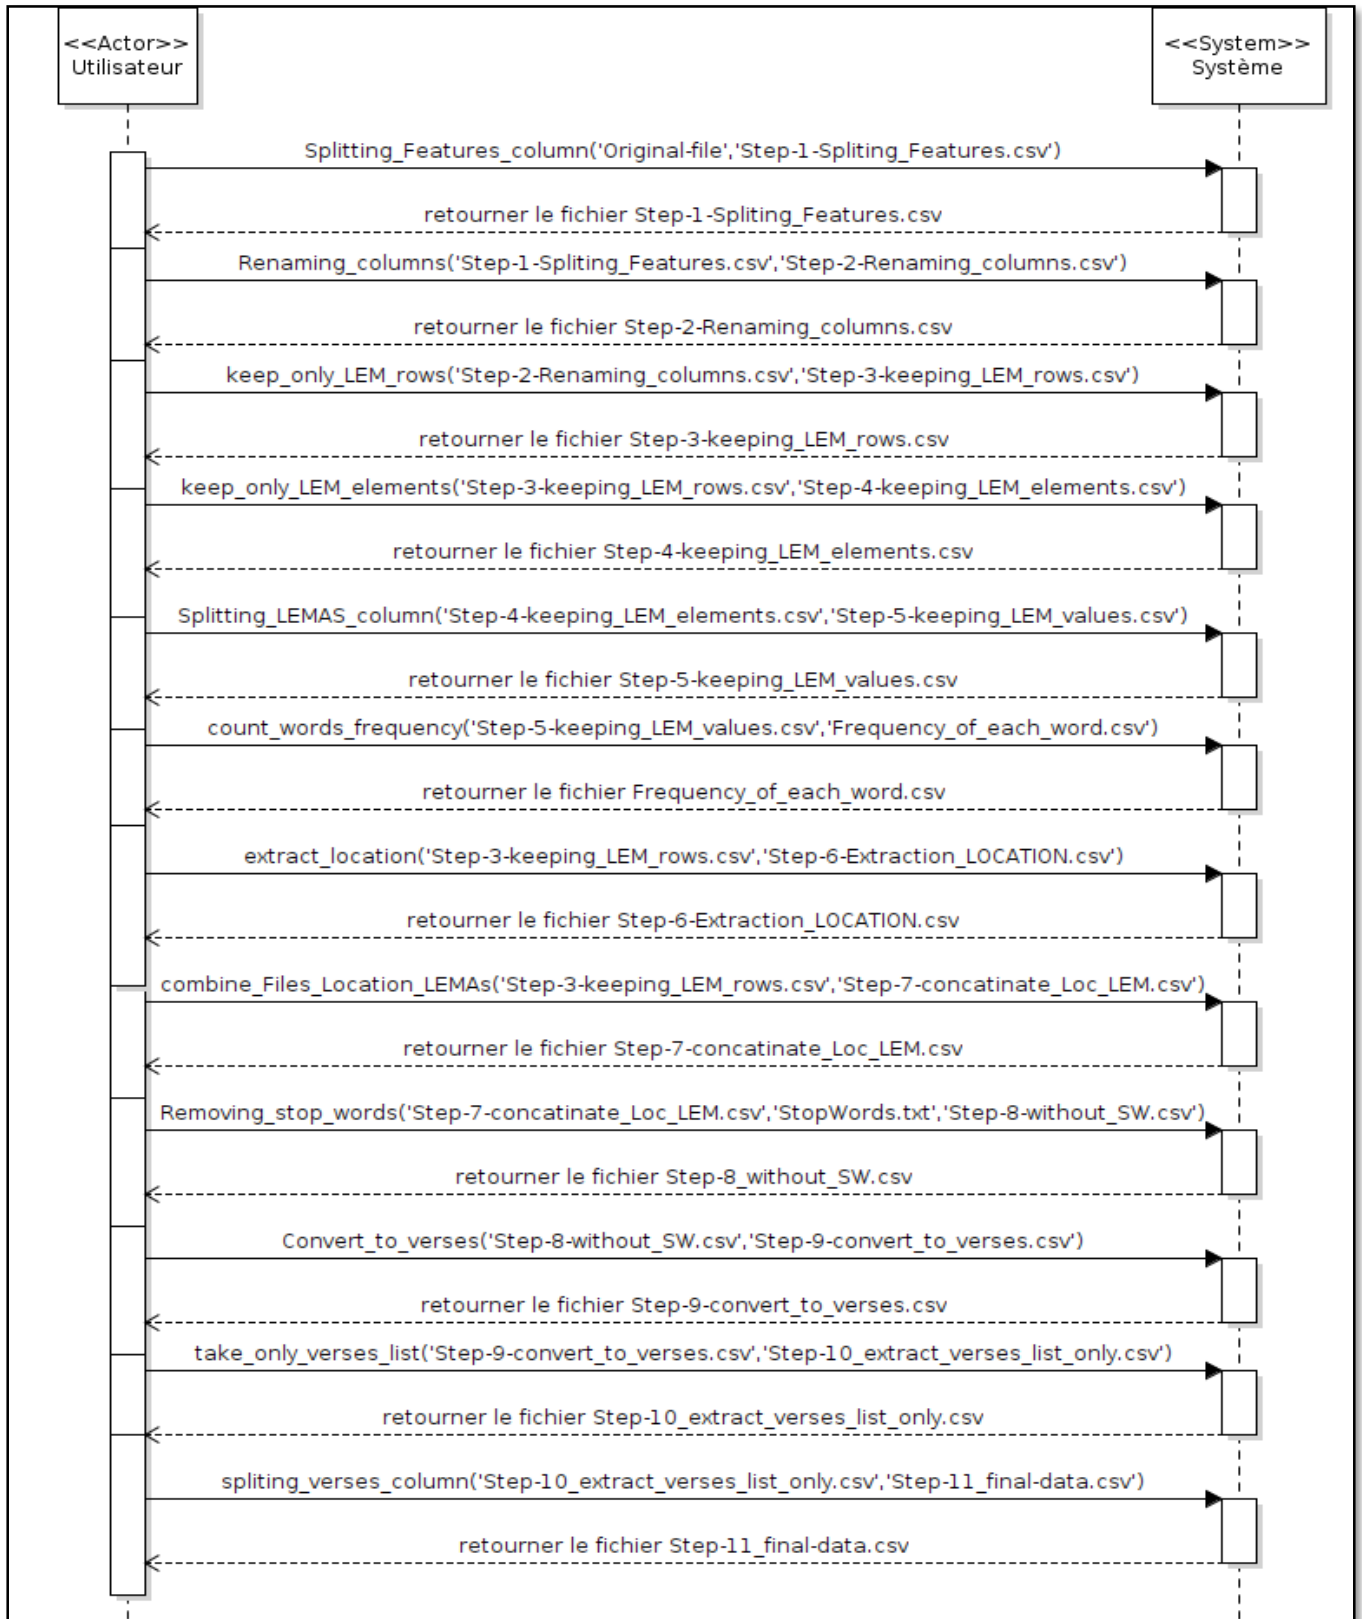 <<Actor>>
Utilisateur
<<System>>
Système
Splitting_Features_column('Original-file','Step-1-Spliting_Features.csv')
retourner le fichier Step-1-Spliting_Features.csv
Renaming_columns('Step-1-Spliting_Features.csv','Step-2-Renaming_columns.csv')
retourner le fichier Step-2-Renaming_columns.csv
keep_only_LEM_rows('Step-2-Renaming_columns.csv','Step-3-keeping_LEM_rows.csv')
retourner le fichier Step-3-keeping_LEM_rows.csv
keep_only_LEM_elements('Step-3-keeping_LEM_rows.csv','Step-4-keeping_LEM_elements.csv')
retourner le fichier Step-4-keeping_LEM_elements.csv
Splitting_LEMAS_column('Step-4-keeping_LEM_elements.csv','Step-5-keeping_LEM_values.csv')
retourner le fichier Step-5-keeping_LEM_values.csv
count_words_frequency('Step-5-keeping_LEM_values.csv','Frequency_of_each_word.csv')
retourner le fichier Frequency_of_each_word.csv
extract_location('Step-3-keeping_LEM_rows.csv','Step-6-Extraction_LOCATION.csv')
retourner le fichier Step-6-Extraction_LOCATION.csv
combine_Files_Location_LEMAs('Step-3-keeping_LEM_rows.csv','Step-7-concatinate_Loc_LEM.csv')
retourner le fichier Step-7-concatinate_Loc_LEM.csv
Removing_stop_words('Step-7-concatinate_Loc_LEM.csv','StopWords.txt','Step-8-without_SW.csv')
retourner le fichier Step-8_without_SW.csv
Convert_to_verses('Step-8-without_SW.csv','Step-9-convert_to_verses.csv')
retourner le fichier Step-9-convert_to_verses.csv
take_only_verses_list('Step-9-convert_to_verses.csv','Step-10_extract_verses_list_only.csv')
retourner le fichier Step-10_extract_verses_list_only.csv
spliting_verses_column('Step-10_extract_verses_list_only.csv','Step-11_final-data.csv')
retourner le fichier Step-11_final-data.csv